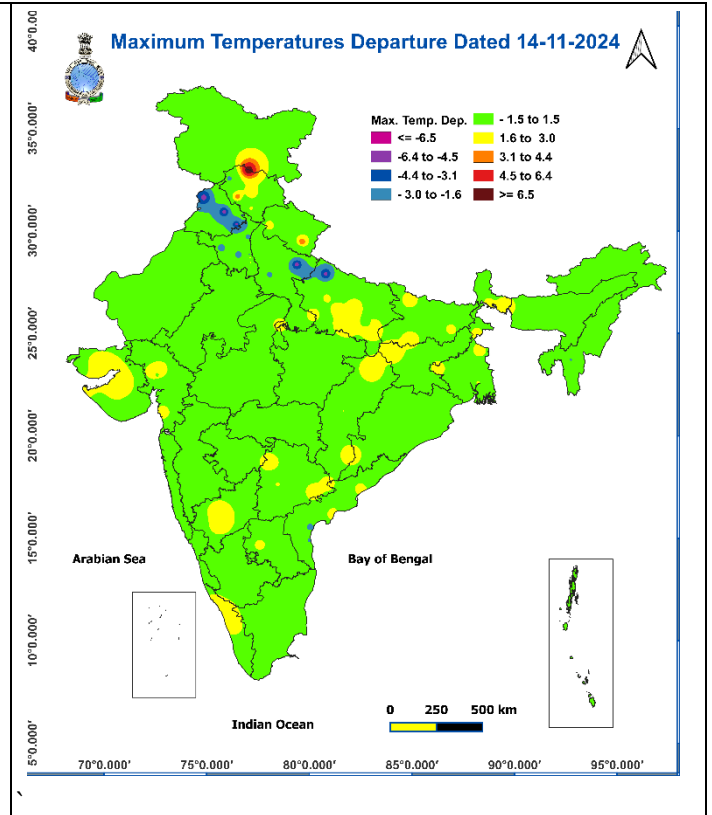 Maximum Temperatures Departure Dated 14-11-2024
Max. Temp. Dep.
<= -6.5
-6.4 to -4.5
-4.4 to -3.1
- 3.0 to -1.6
- 1.5 to 1.5
1.6 to 3.0
3.1 to 4.4
4.5 to 6.4
>= 6.5
40°0.000'
35°0.000'
30°0.000'
25°0.000'
20°0.000'
15°0.000'
10°0.000'
5°0.000'
Arabian Sea
Bay of Bengal
Indian Ocean
0 250 500 km
70°0.000' 75°0.000' 80°0.000' 85°0.000' 90°0.000' 95°0.000'
`